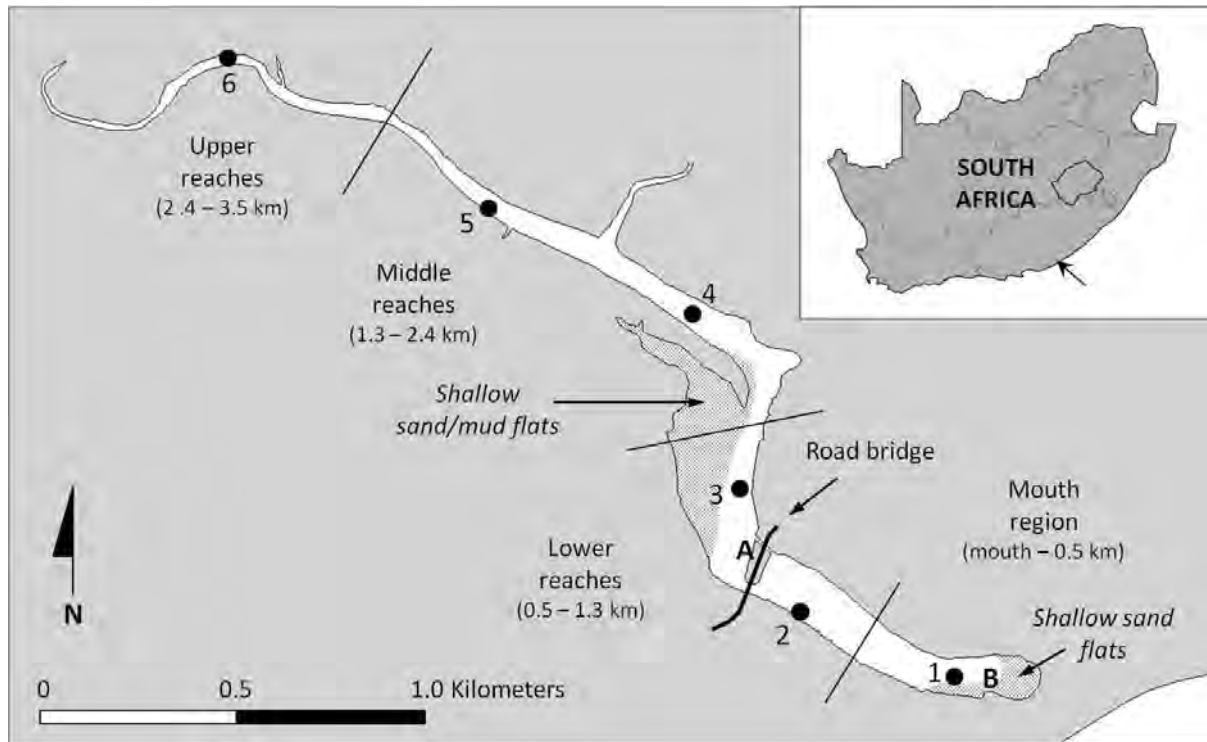 6
Upper
reaches
(2 .4 – 3.5 km)
SOUTH
AFRICA
5
Middle
reaches
(1.3 – 2.4 km)
4
Shallow
sand/mud flats
Road bridge
3
Mouth
region
(mouth – 0.5 km)
A
Lower
reaches
(0.5 – 1.3 km)
N
2
Shallow sand
flats
1
B
0
0.5
1.0 Kilometers